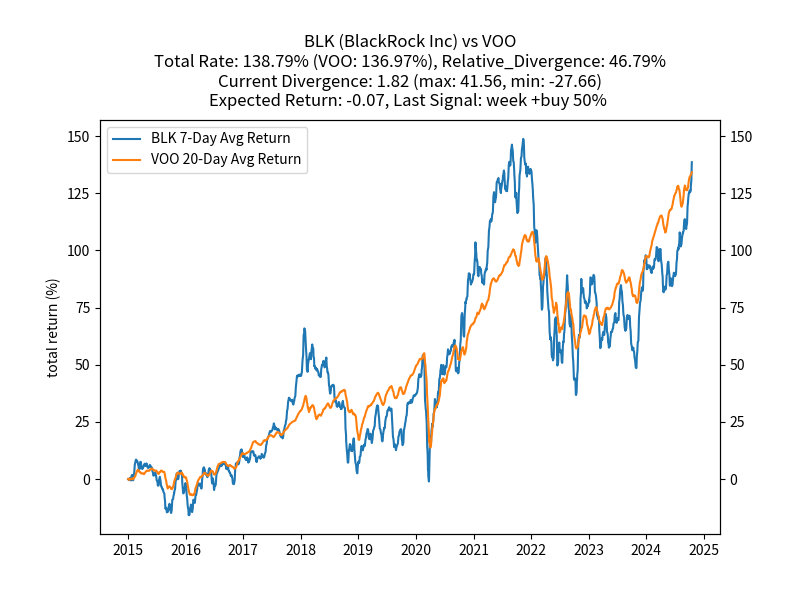 BLK (BlackRock Inc) vs VOO
Total Rate: 138.79% (VOO: 136.97%), Relative_Divergence: 46.79%
Current Divergence: 1.82 (max: 41.56, min: -27.66)
Expected Return: -0.07, Last Signal: week +buy 50%
BLK 7-Day Avg Return
VOO 20-Day Avg Return
total return (%)
150
125
100
75
50
25
0
150
125
100
75
50
25
0
2015 2016 2017 2018 2019 2020 2021 2022 2023 2024 2025